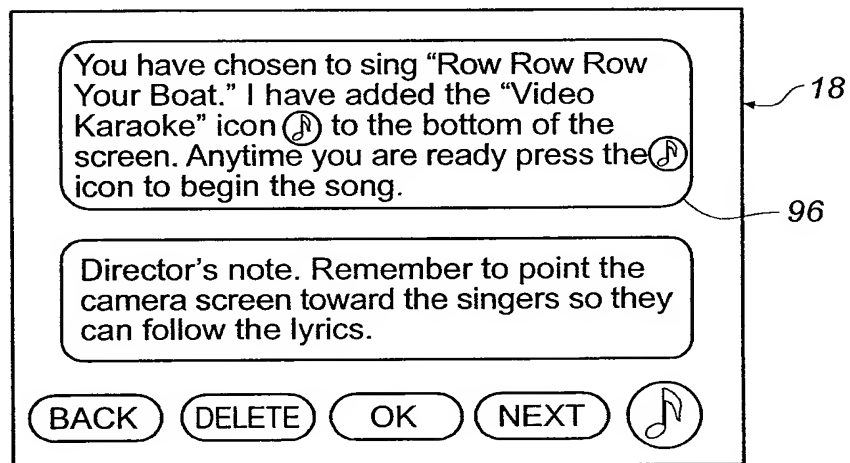 You have chosen to sing “Row Row Row
Your Boat.” I have added the “Video
Karaoke” icon to the bottom of the
screen. Anytime you are ready press the
icon to begin the song.
18
96
Director’s note. Remember to point the
camera screen toward the singers so they
can follow the lyrics.
BACK DELETE OK NEXT